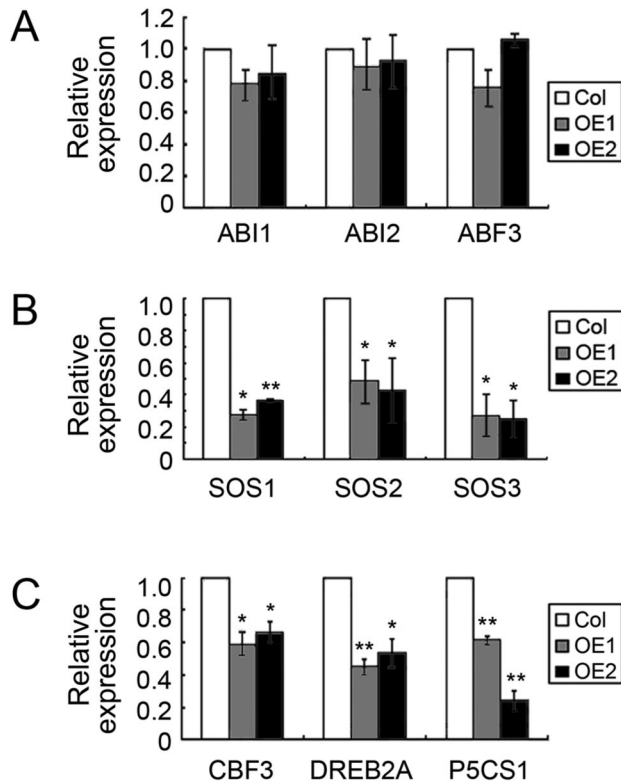 A
Relative
expression
1.2
1.0
0.8
0.6
0.4
0.2
0
ABI1 ABI2 ABF3
Col
OE1
OE2
B
Relative
expression
1.0
0.8
0.6
0.4
0.2
0
* ** * * * *
SOS1 SOS2 SOS3
Col
OE1
OE2
C
Relative
expression
1.0
0.8
0.6
0.4
0.2
0
* * ** * ** **
CBF3 DREB2A P5CS1
Col
OE1
OE2